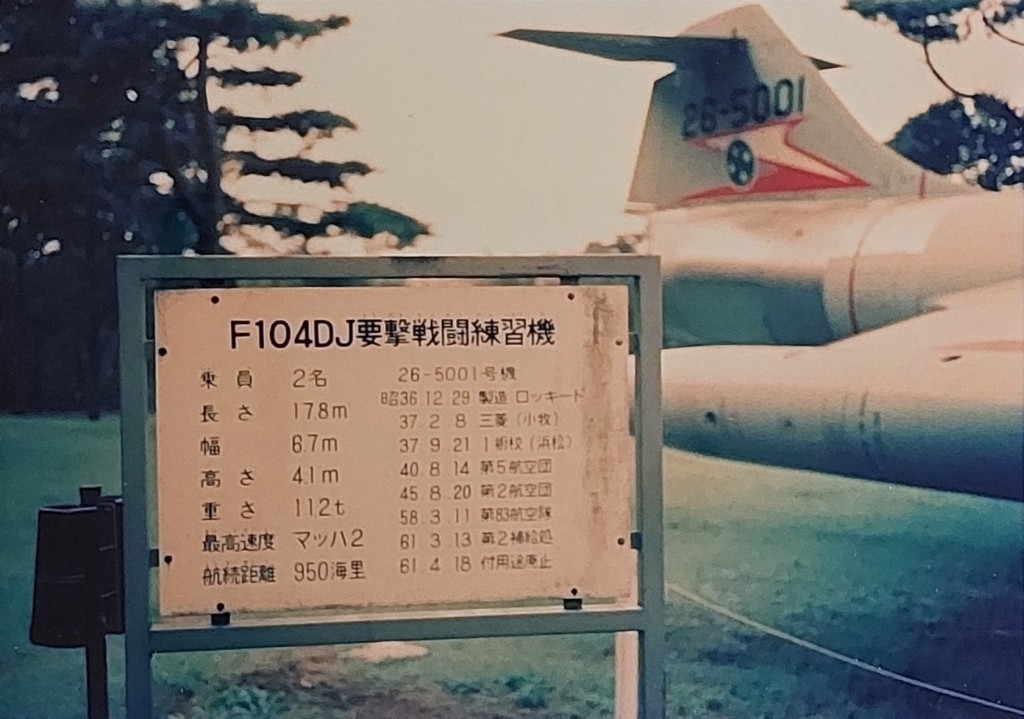 26-5001
F104DJ要撃戦闘練習機
乗員 2名
長さ 17.8m
幅 6.7m
高さ 4.1m
重さ 11.2t
最高速度 マッハ2
航続距離 950海里
26-5001号機
昭36.12.29 製造 ロッキード
37.2.8 三菱(小牧)
37.9.21 1術校(浜松)
40.8.14 第5航空団
45.8.20 第2航空団
58.3.11 第83航空隊
61 3.13 第2補給処
61.4.18 付用途廃止